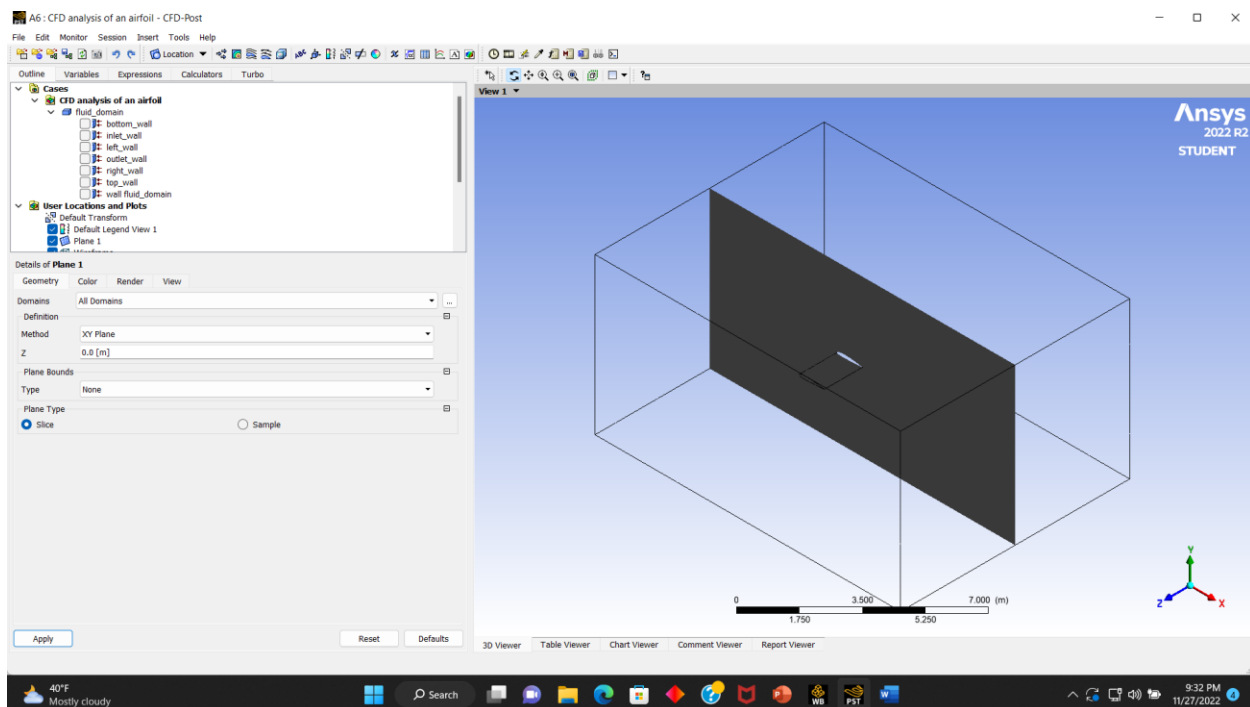 A6 : CFD analysis of an airfoil - CFD-Post
File Edit Monitor Session Insert Tools Help
Location
Outline Variables Expressions Calculators Turbo
Cases
CFD analysis of an airfoil
fluid_domain
bottom_wall
inlet_wall
left_wall
outlet_wall
right_wall
top_wall
wall fluid_domain
User Locations and Plots
Default Transform
Default Legend View 1
Plane 1
Wireframe
Details of Plane 1
Geometry Color Render View
Domains All Domains ...
Definition
Method XY Plane
Z 0.0 [m]
Plane Bounds
Type None
Plane Type
Slice Sample
Apply Reset Defaults
View 1
Ansys
2022 R2
STUDENT
0 3.500 7.000 (m)
1.750 5.250
Y
Z X
3D Viewer Table Viewer Chart Viewer Comment Viewer Report Viewer
40°F
Mostly cloudy
Search
WB
PST
9:32 PM
11/27/2022
4